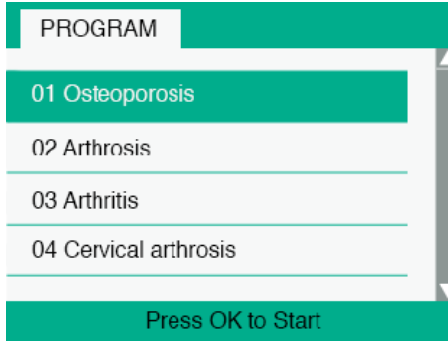 PROGRAM
01 Osteoporosis
02 Arthrosis
03 Arthritis
04 Cervical arthrosis
Press OK to Start